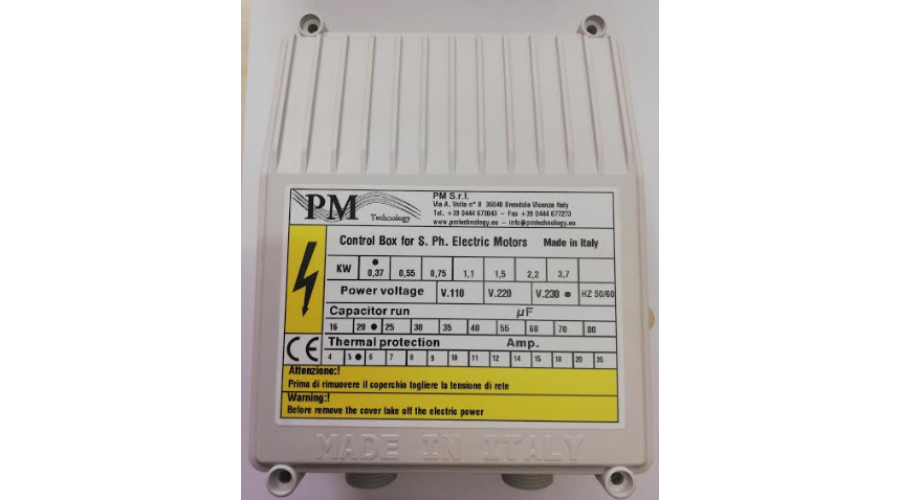 PM
Technology
PM S.r.l.
Via A. Volta n° 8 36040 Brendola Vicenza Italy
Tel. +39 0444 673043 – Fax +39 0444 677273
www.pmtechnology.eu – info@pmtechnology.eu
Control Box for S. Ph. Electric Motors Made in Italy
KW 0,37 0,55 0,75 1,1 1,5 2,2 3,7
Power voltage V.110 V.220 V.230 HZ 50/60
Capacitor run µF
16 20 25 30 35 40 55 60 70 80
CE Thermal protection Amp.
4 5 6 7 8 9 10 11 12 14 15 18 20 35
Attenzione:!
Prima di rimuovere il coperchio togliere la tensione di rete
Warning:!
Before remove the cover take off the electric power
MADE IN ITALY